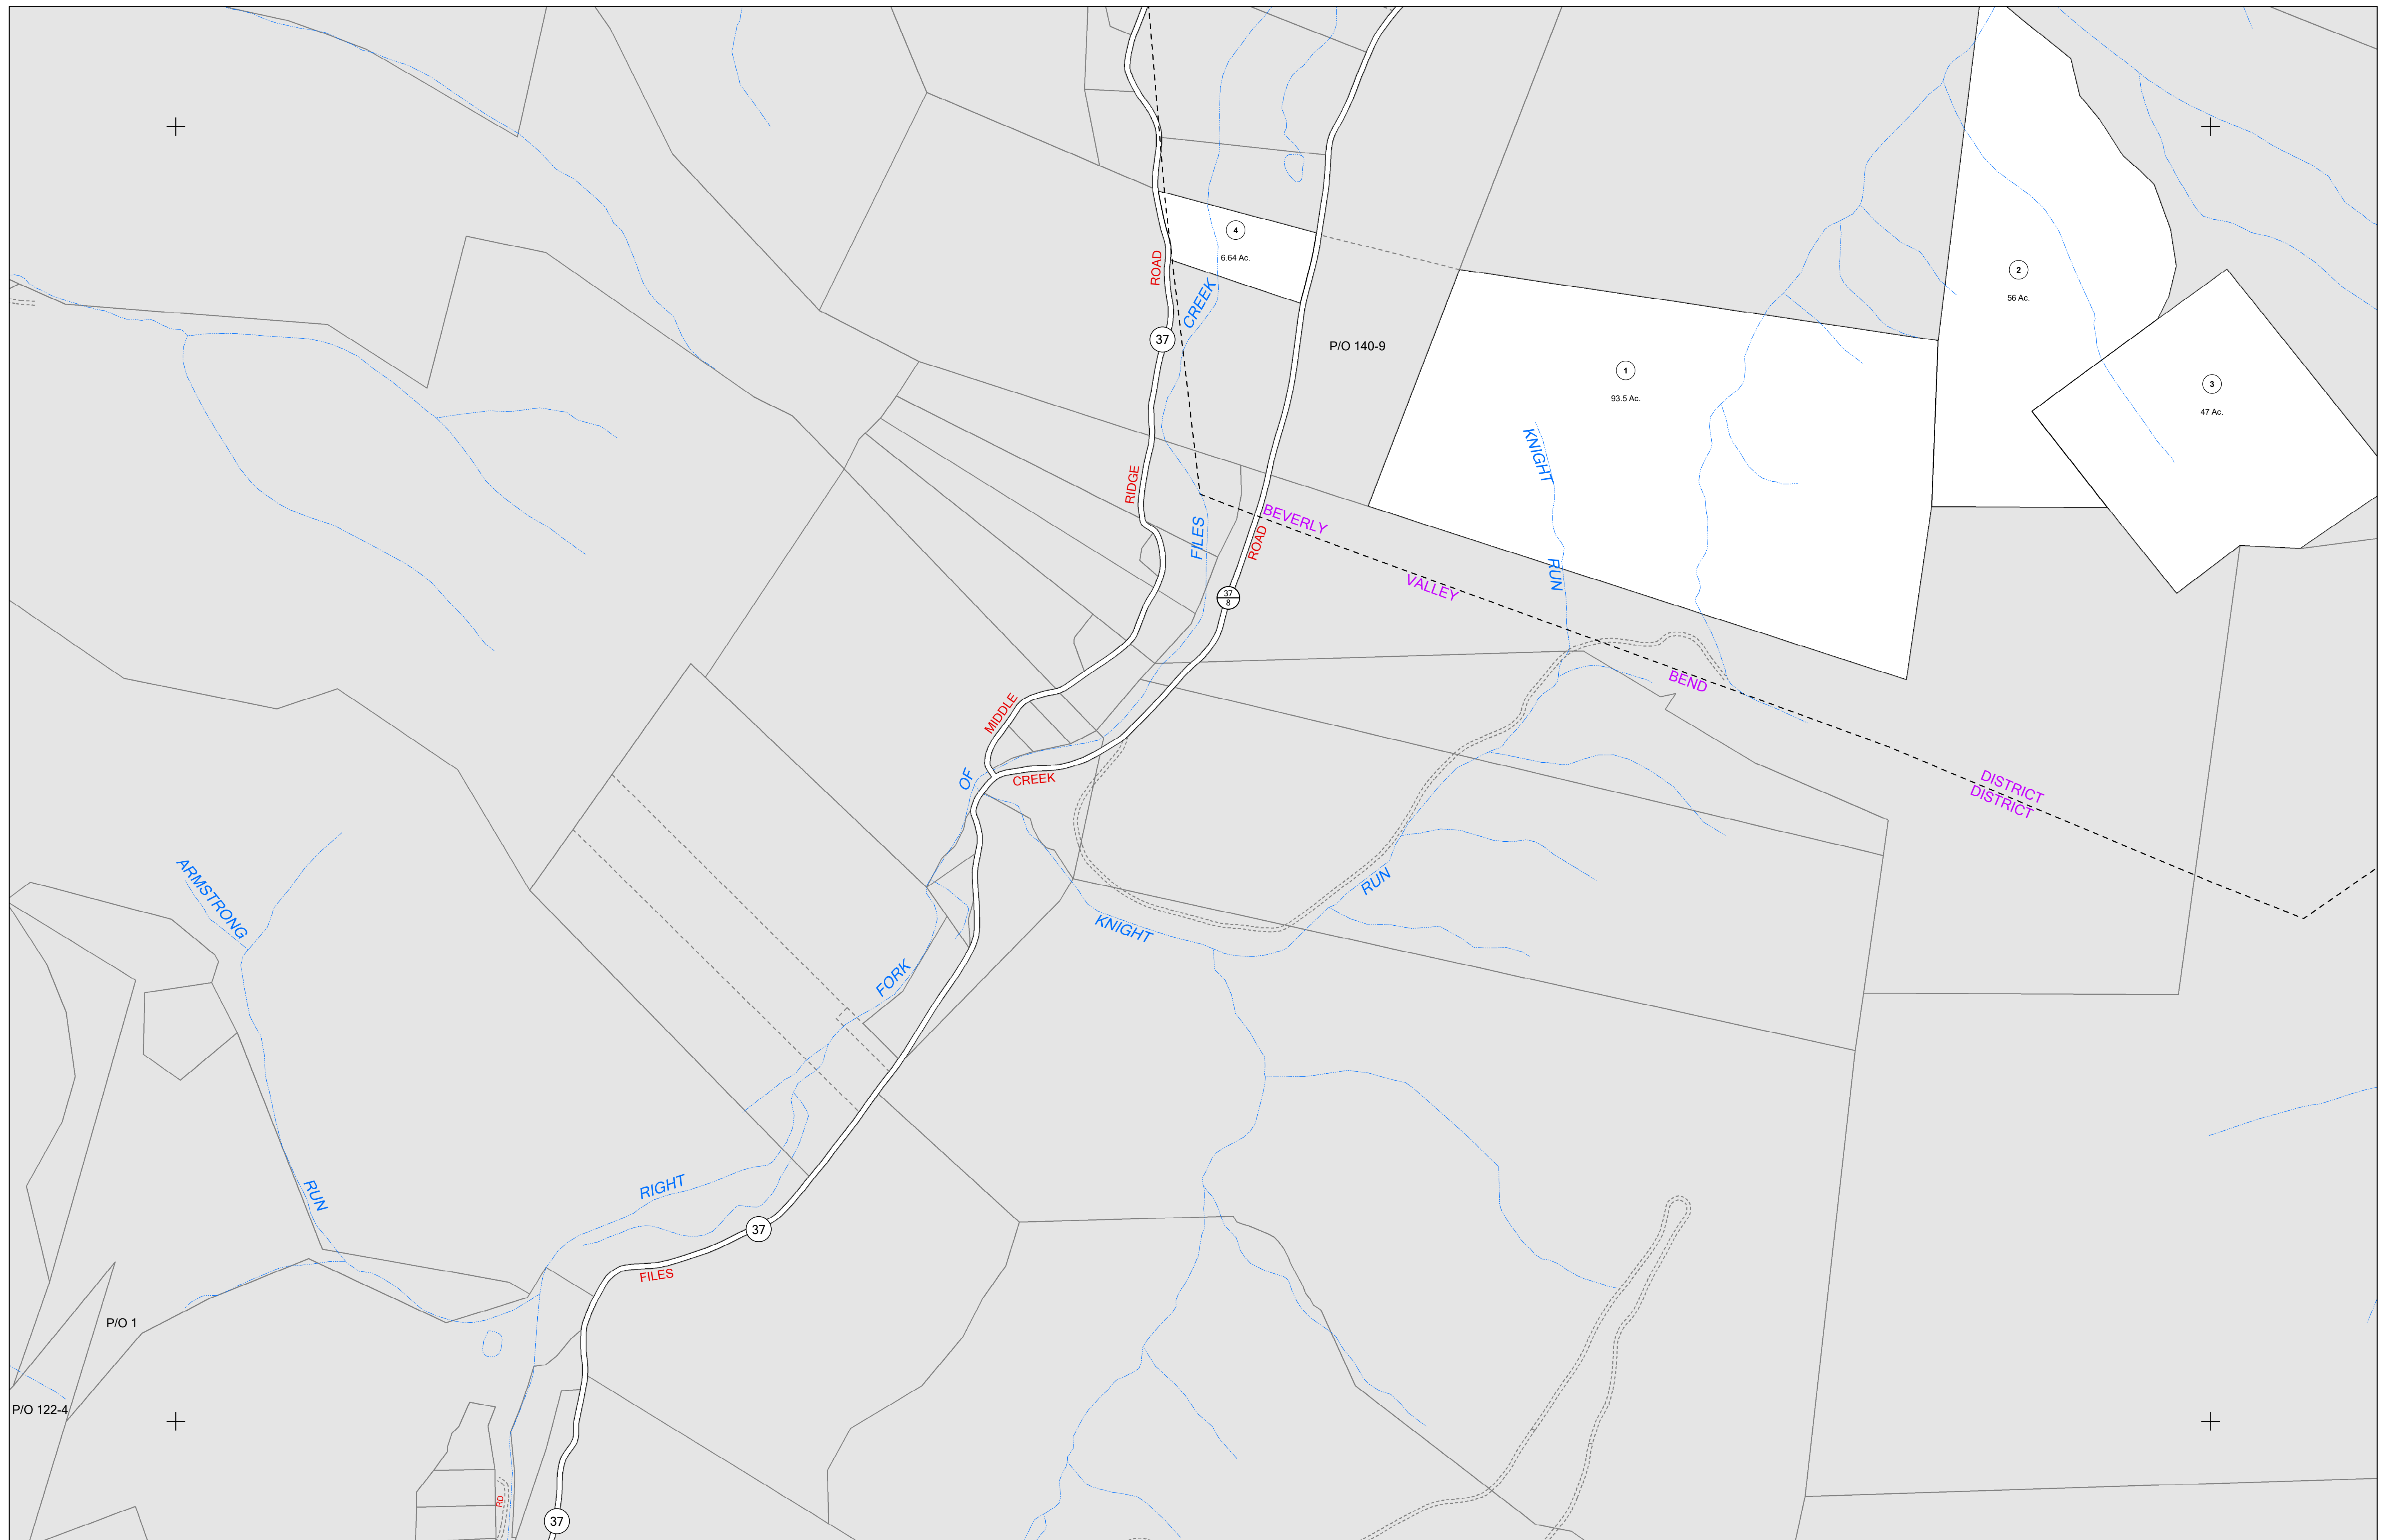 4
6.64 Ac.
ROAD
CREEK
37
2
56 Ac.
P/O 140-9
1
93.5 Ac.
3
47 Ac.
KNIGHT
RIDGE
BEVERLY
FILES
ROAD
RUN
VALLEY
37
8
BEND
MIDDLE
OF
CREEK
DISTRICT
DISTRICT
ARMSTRONG
RUN
KNIGHT
FORK
RIGHT
RUN
37
FILES
P/O 1
P/O 122-4
RD
37